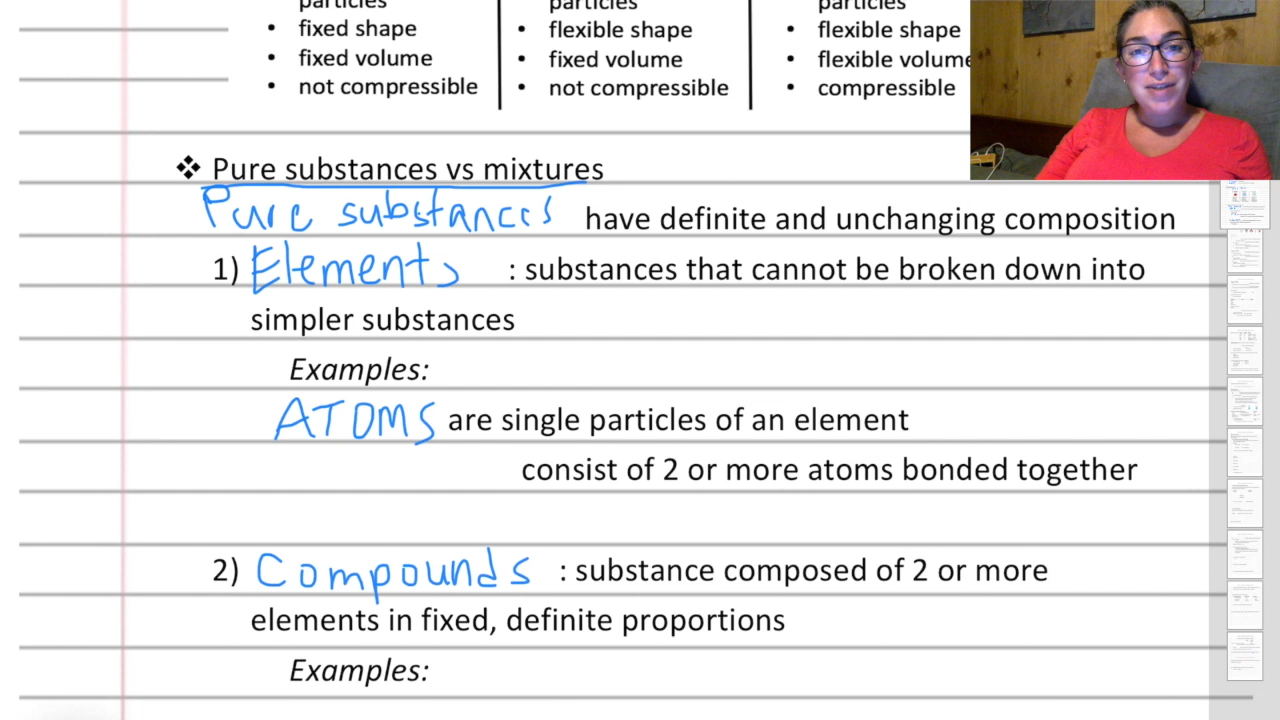 particles particles particles
• fixed shape • flexible shape • flexible shape
• fixed volume • fixed volume • flexible volume
• not compressible • not compressible • compressible
❖ Pure substances vs mixtures
Pure substances have definite and unchanging composition
1) Elements : substances that cannot be broken down into
simpler substances
Examples:
ATOMS are single particles of an element
consist of 2 or more atoms bonded together
2) Compounds : substance composed of 2 or more
elements in fixed, definite proportions
Examples: